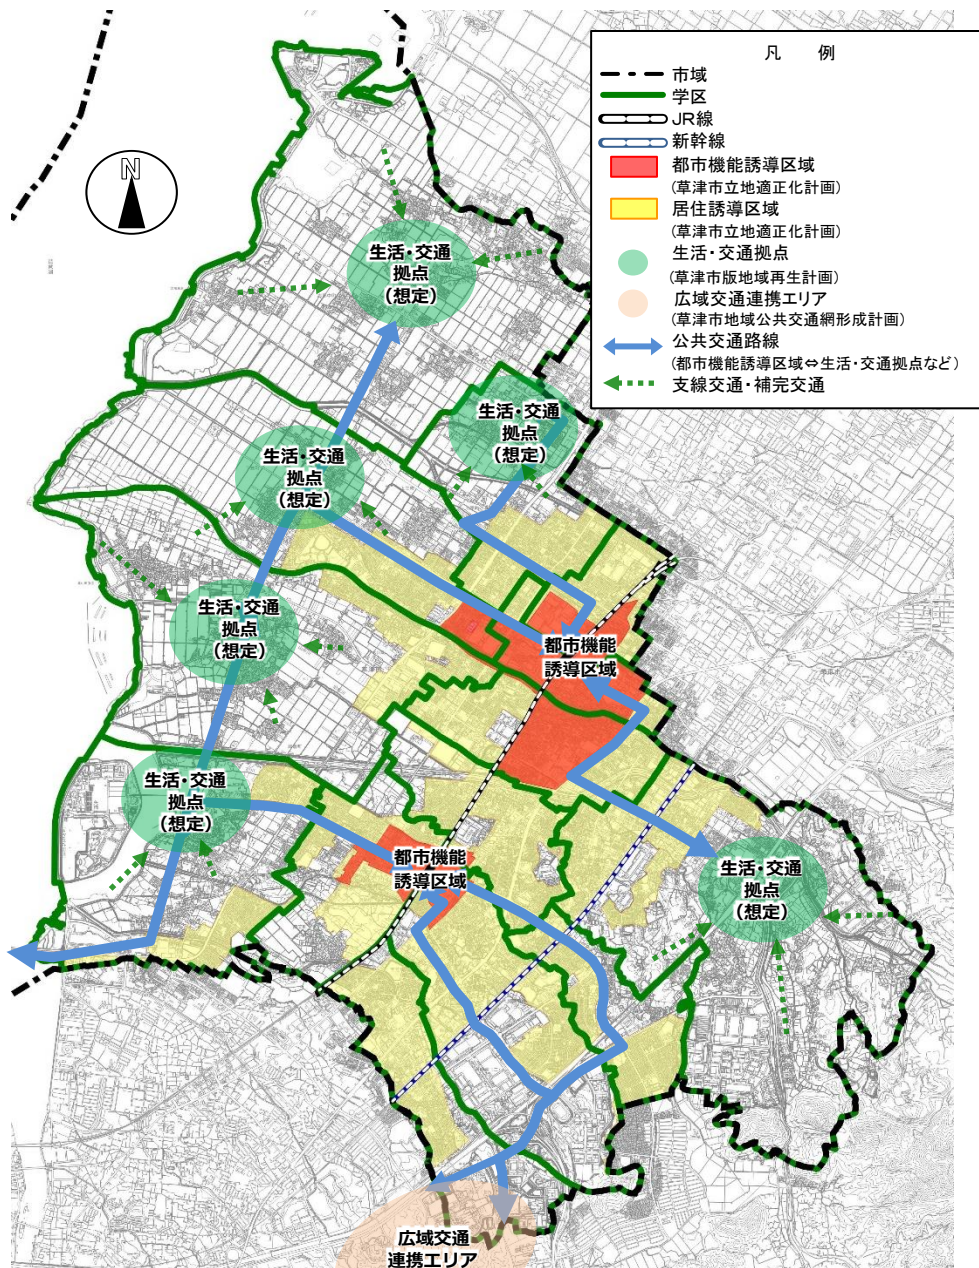 凡 例
市域
学区
JR線
新幹線
都市機能誘導区域
(草津市立地適正化計画)
居住誘導区域
(草津市立地適正化計画)
生活・交通
拠点
(草津市版地域再生計画)
広域交通連携エリア
(草津市地域公共交通網形成計画)
公共交通路線
(都市機能誘導区域⇔生活・交通拠点など)
支線交通・補完交通
N
生活・交通
拠点
(想定)
生活・交通
拠点
(想定)
生活・交通
拠点
(想定)
生活・交通
拠点
(想定)
都市機能
誘導区域
生活・交通
拠点
(想定)
都市機能
誘導区域
生活・交通
拠点
(想定)
広域交通
連携エリア